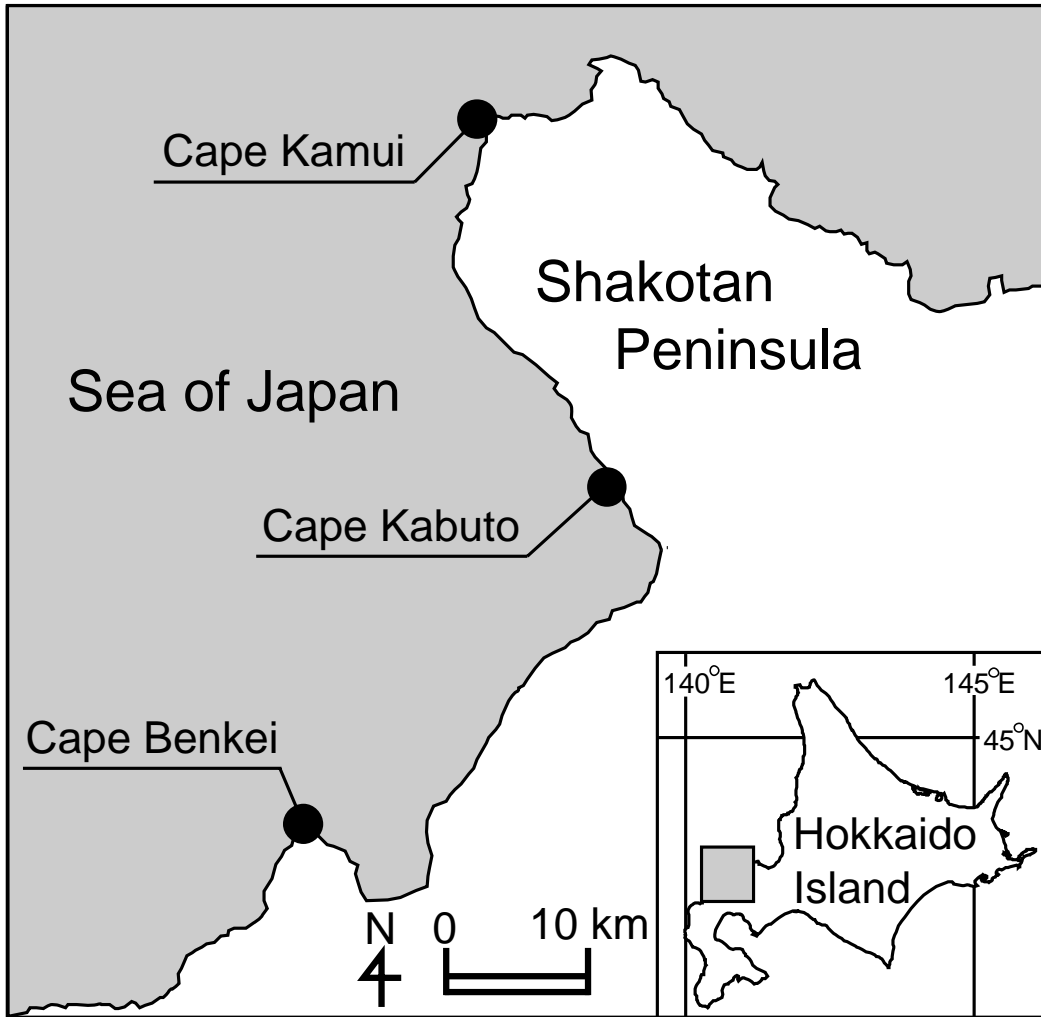 Cape Kamui
Shakotan
Peninsula
Sea of Japan
Cape Kabuto
140°E
145°E
45°N
Cape Benkei
Hokkaido
Island
N
0
10 km